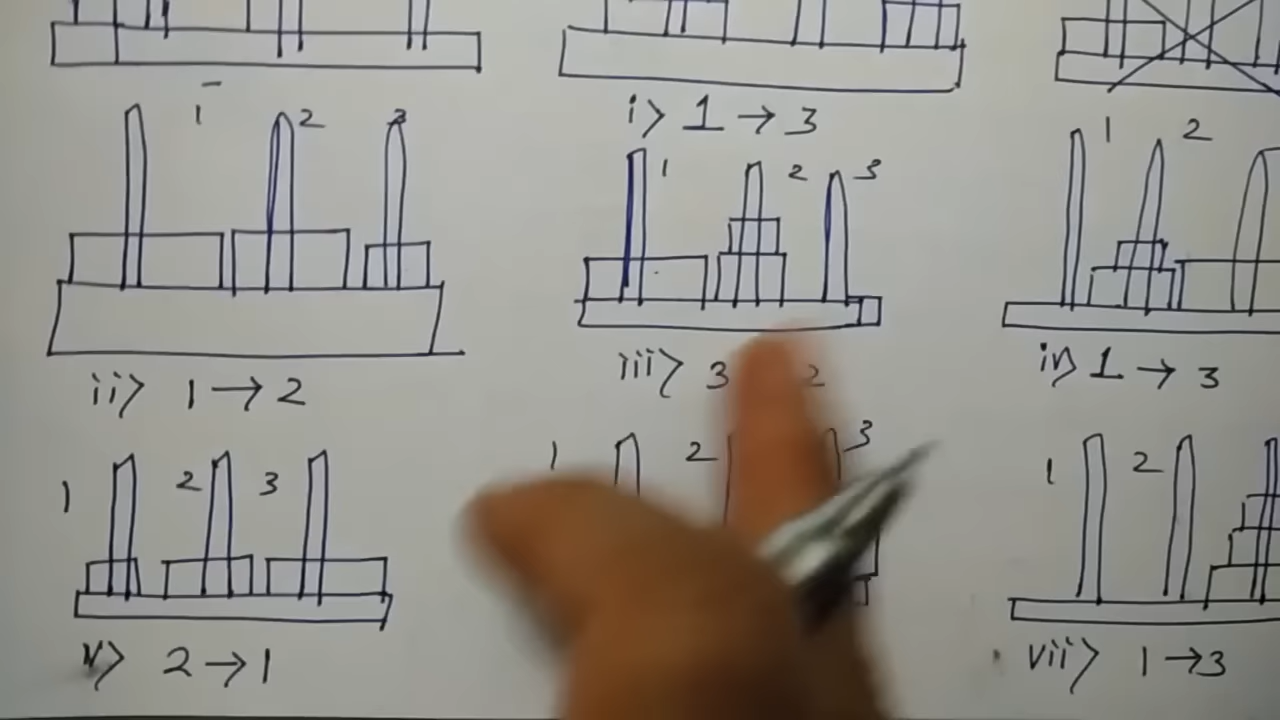 i> 1 → 3
1 2 3
1 2 3
1 2
ii> 1 → 2
iii> 3 2
iv> 1 → 3
1 2 3
1 2 3
1 2
v> 2 → 1
vii> 1 → 3